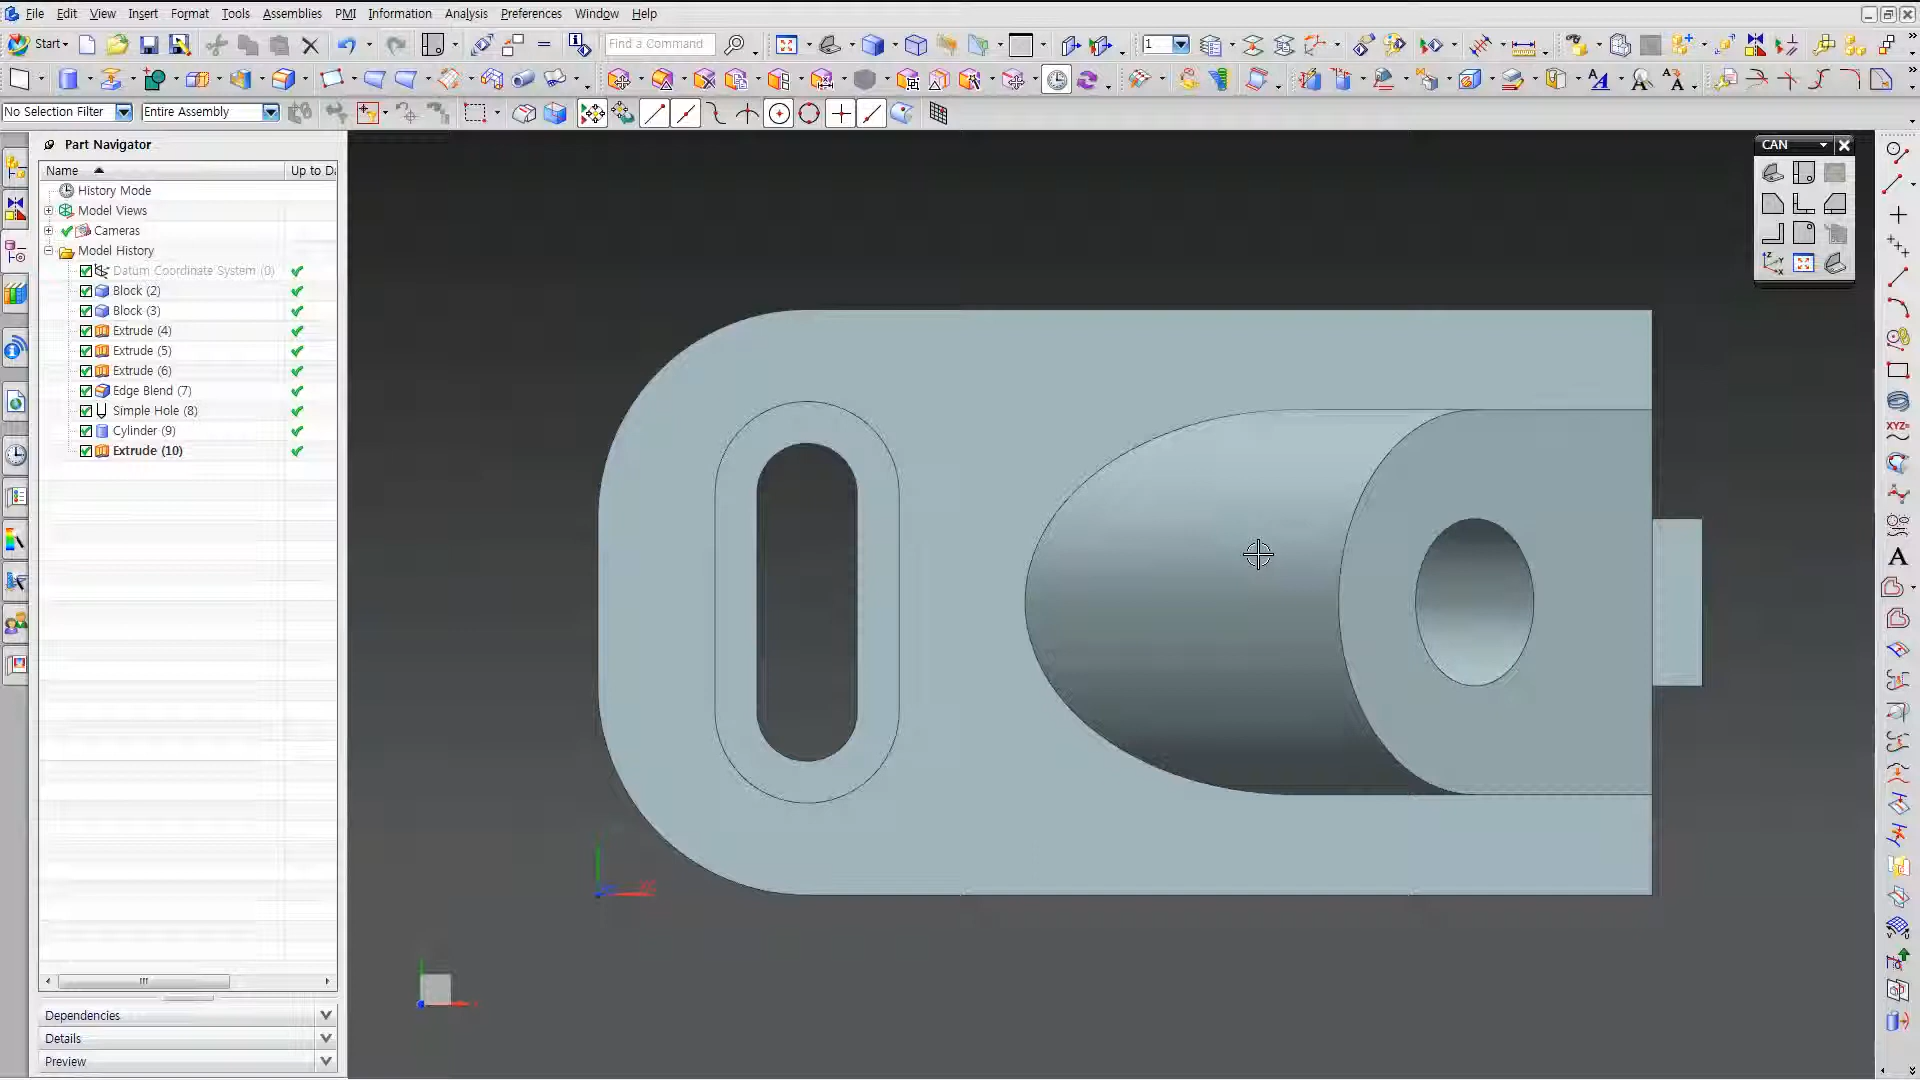 File Edit View Insert Format Tools Assemblies PMI Information Analysis Preferences Window Help
Start Find a Command 1
No Selection Filter Entire Assembly
Part Navigator
Name Up to Da
History Mode
Model Views
Cameras
Model History
Datum Coordinate System (0)
Block (2)
Block (3)
Extrude (4)
Extrude (5)
Extrude (6)
Edge Blend (7)
Simple Hole (8)
Cylinder (9)
Extrude (10)
Dependencies
Details
Preview
CAN
XYZ=
A